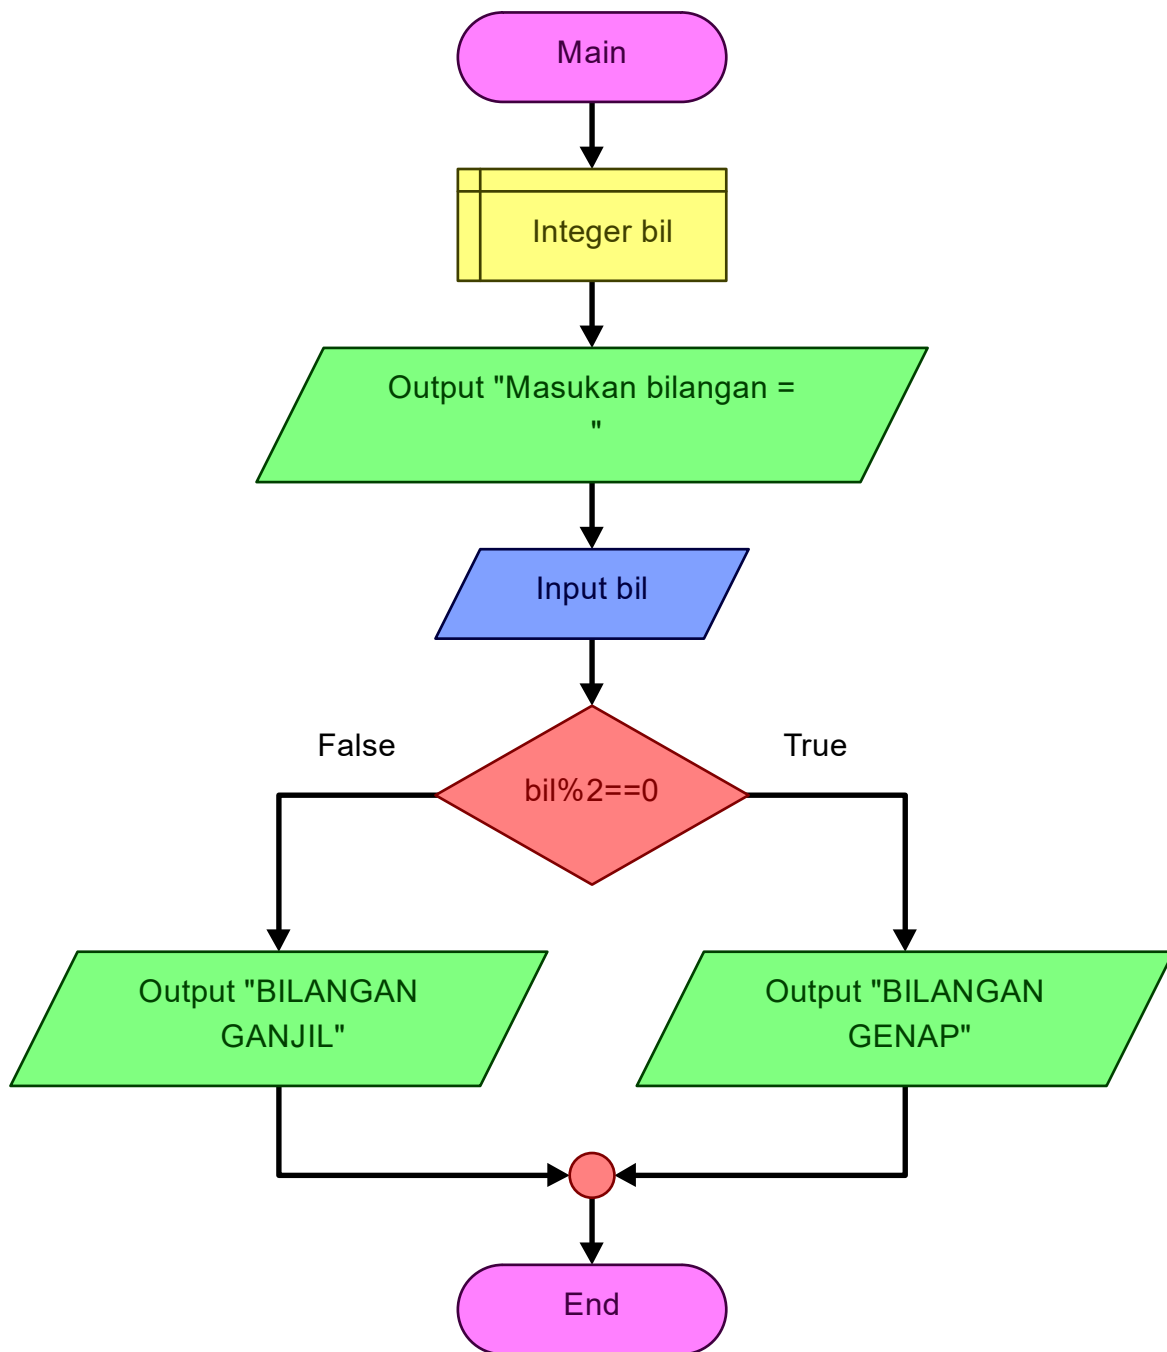 Main
Integer bil
Output "Masukan bilangan =
"
Input bil
False
True
bil%2==0
Output "BILANGAN
GANJIL"
Output "BILANGAN
GENAP"
End